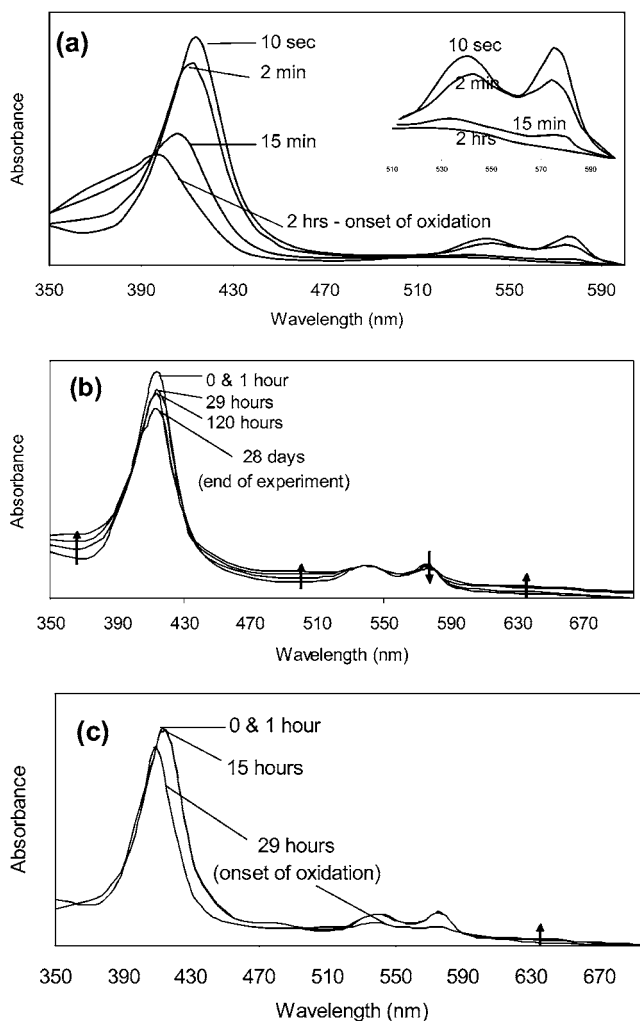 (a)
Absorbance
10 sec
2 min
15 min
2 hrs - onset of oxidation
10 sec
2 min
15 min
2 hrs
510 530 550 570 590
350 390 430 470 510 550 590
Wavelength (nm)
(b)
Absorbance
0 & 1 hour
29 hours
120 hours
28 days
(end of experiment)
350 390 430 470 510 550 590 630 670
Wavelength (nm)
(c)
Absorbance
0 & 1 hour
15 hours
29 hours
(onset of oxidation)
350 390 430 470 510 550 590 630 670
Wavelength (nm)